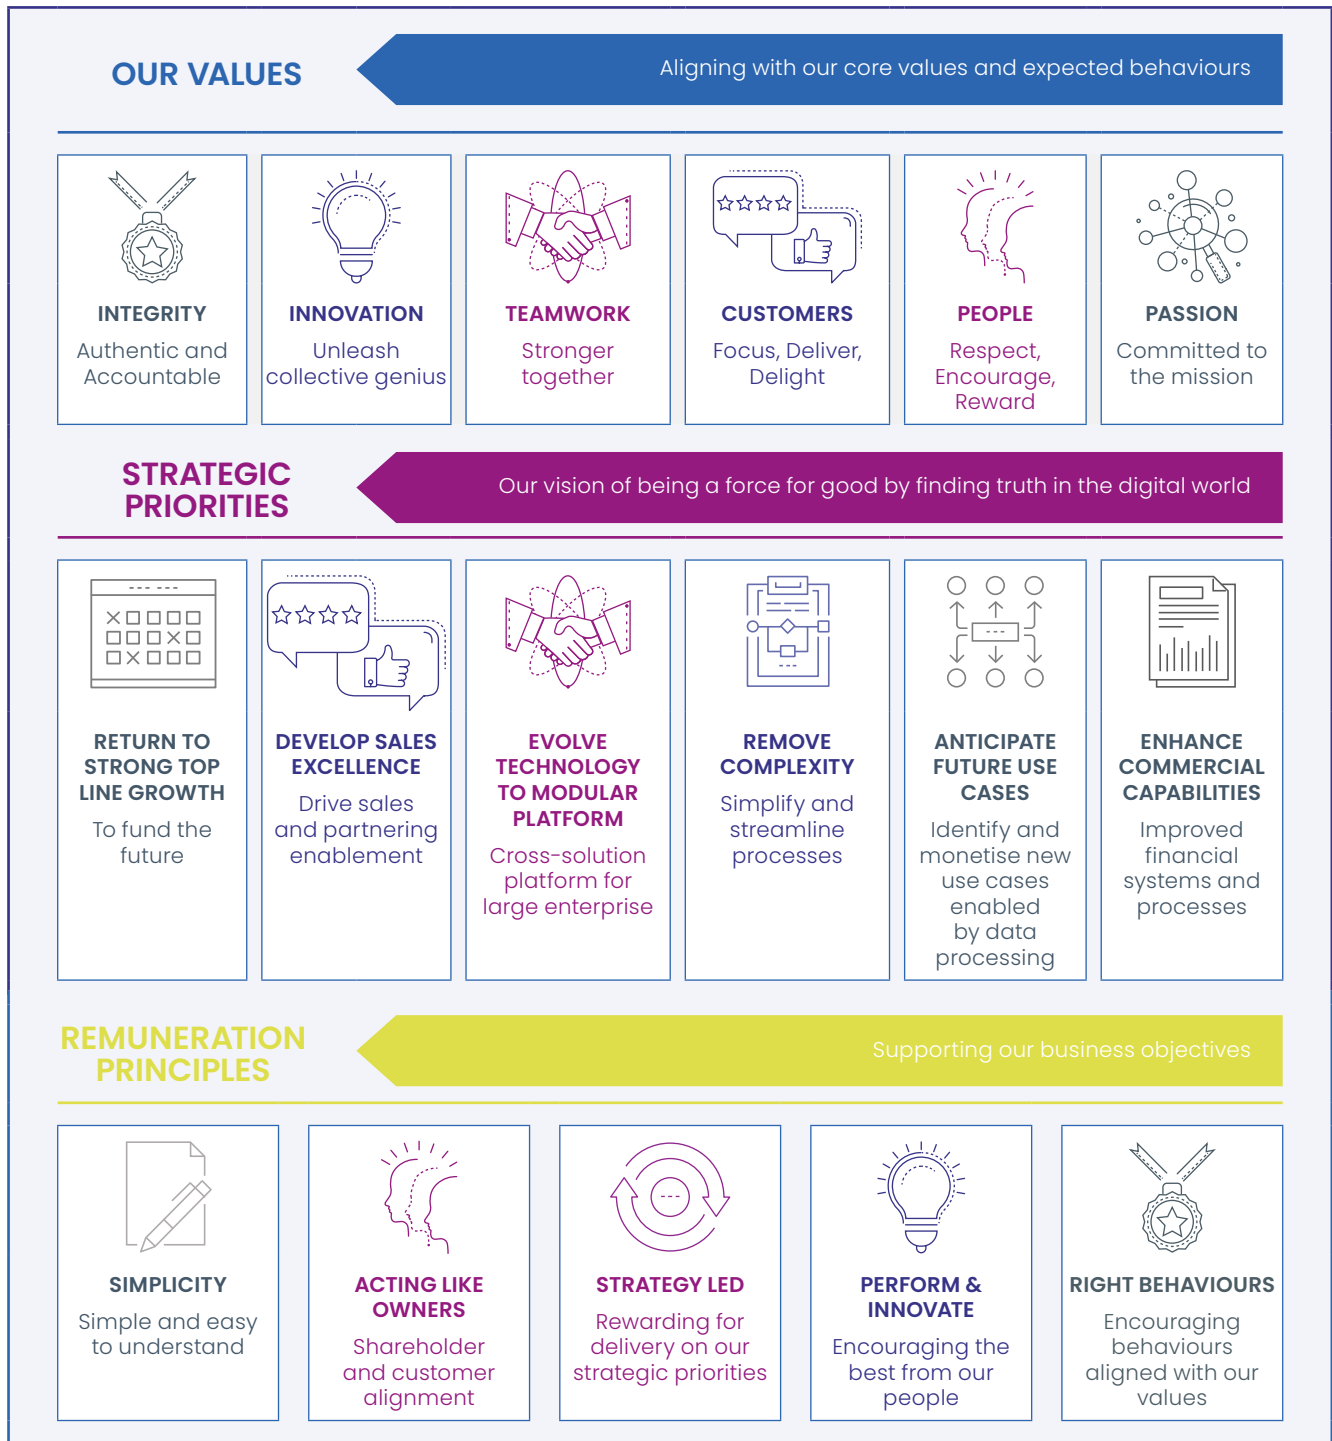 OUR VALUES
Aligning with our core values and expected behaviours
INTEGRITY
Authentic and
Accountable
INNOVATION
Unleash
collective genius
TEAMWORK
Stronger
together
CUSTOMERS
Focus, Deliver,
Delight
PEOPLE
Respect,
Encourage,
Reward
PASSION
Committed to
the mission
STRATEGIC
PRIORITIES
Our vision of being a force for good by finding truth in the digital world
RETURN TO
STRONG TOP
LINE GROWTH
To fund the
future
DEVELOP SALES
EXCELLENCE
Drive sales
and partnering
enablement
EVOLVE
TECHNOLOGY
TO MODULAR
PLATFORM
Cross-solution
platform for
large enterprise
REMOVE
COMPLEXITY
Simplify and
streamline
processes
ANTICIPATE
FUTURE USE
CASES
Identify and
monetise new
use cases
enabled
by data
processing
ENHANCE
COMMERCIAL
CAPABILITIES
Improved
financial
systems and
processes
REMUNERATION
PRINCIPLES
Supporting our business objectives
SIMPLICITY
Simple and easy
to understand
ACTING LIKE
OWNERS
Shareholder
and customer
alignment
STRATEGY LED
Rewarding for
delivery on our
strategic priorities
PERFORM &
INNOVATE
Encouraging the
best from our
people
RIGHT BEHAVIOURS
Encouraging
behaviours
aligned with our
values